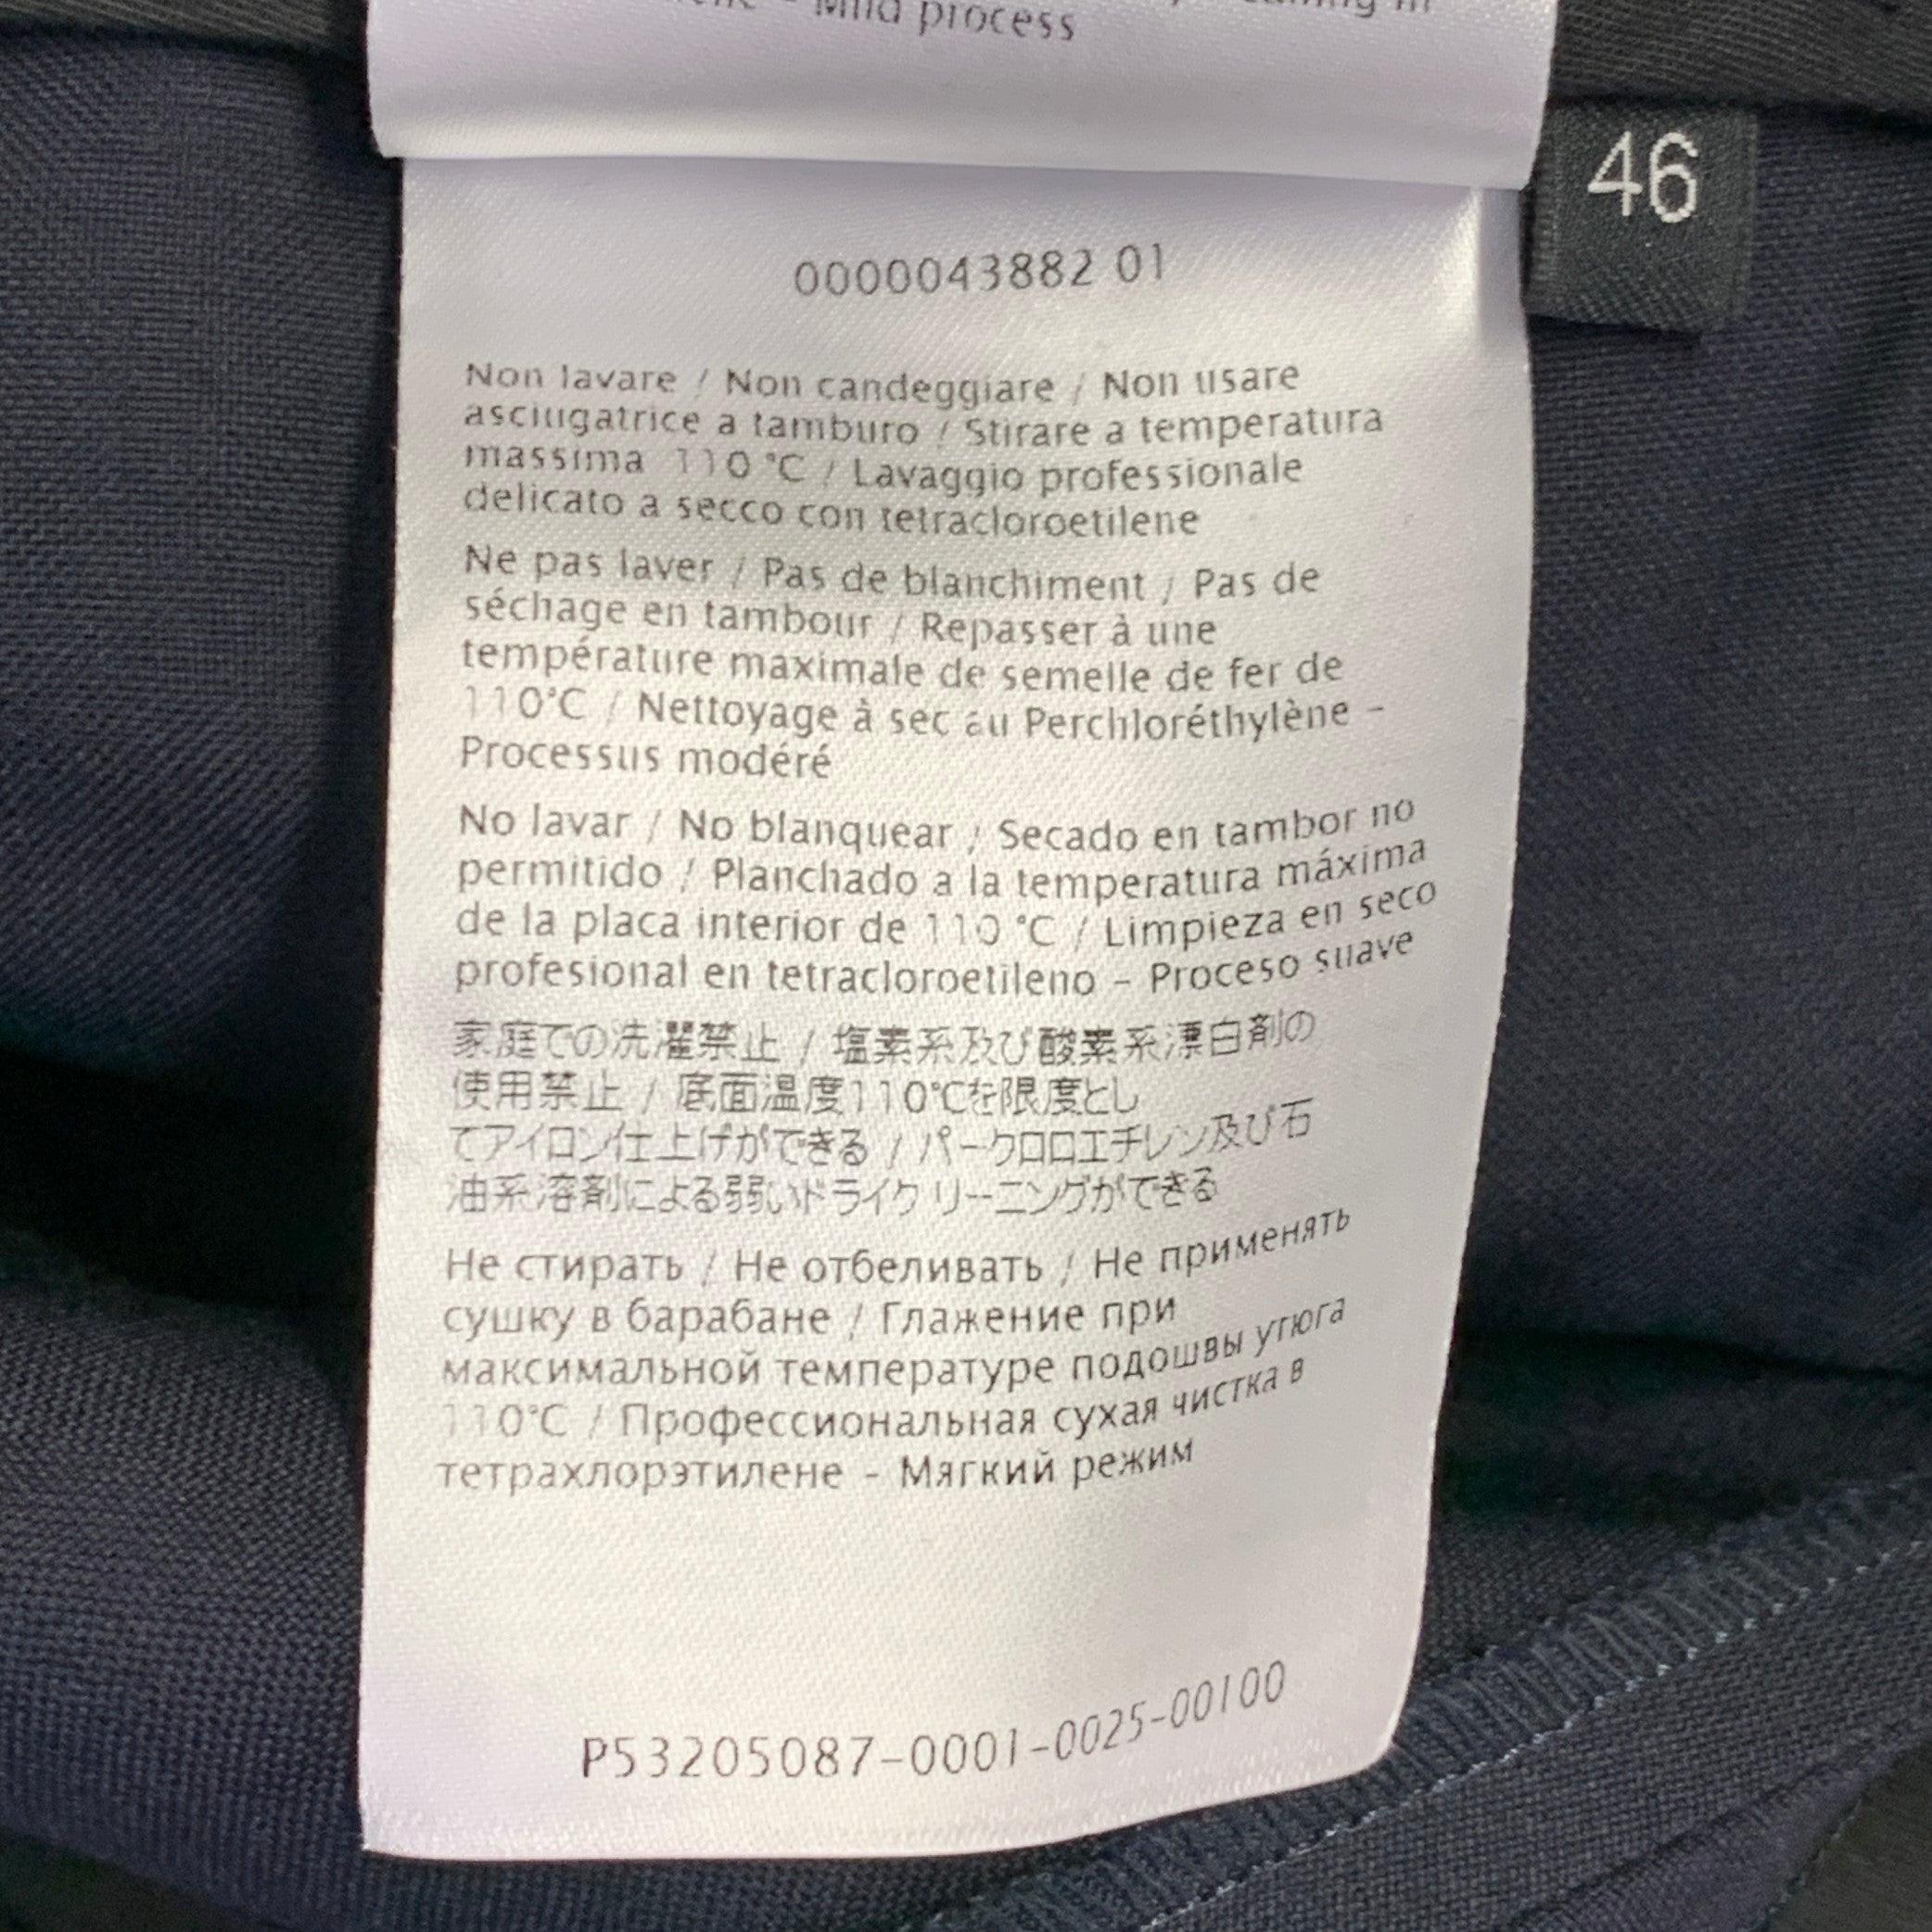 Mild process
46
0000043882 01
Non lavare / Non candeggiare / Non usare
asciugatrice a tamburo / Stirare a temperatura
massima 110 °C / Lavaggio professionale
delicato a secco con tetracloroetilene
Ne pas laver / Pas de blanchiment / Pas de
séchage en tambour / Repasser à une
température maximale de semelle de fer de
110°C / Nettoyage à sec au Perchloréthylène –
Processus modéré
No lavar / No blanquear / Secado en tambor no
permitido / Planchado a la temperatura máxima
de la placa interior de 110 °C / Limpieza en seco
profesional en tetracloroetileno – Proceso suave
家庭での洗濯禁止 / 塩素系及び酸素系漂白剤の
使用禁止 / 底面温度110℃を限度とし
てアイロン仕上げができる / パークロロエチレン及び石
油系溶剤による弱いドライクリーニングができる
Не стирать / Не отбеливать / Не применять
сушку в барабане / Глажение при
максимальной температуре подошвы утюга
110°C / Профессиональная сухая чистка в
тетрахлорэтилене – Мягкий режим
P53205087-0001-0025-00100